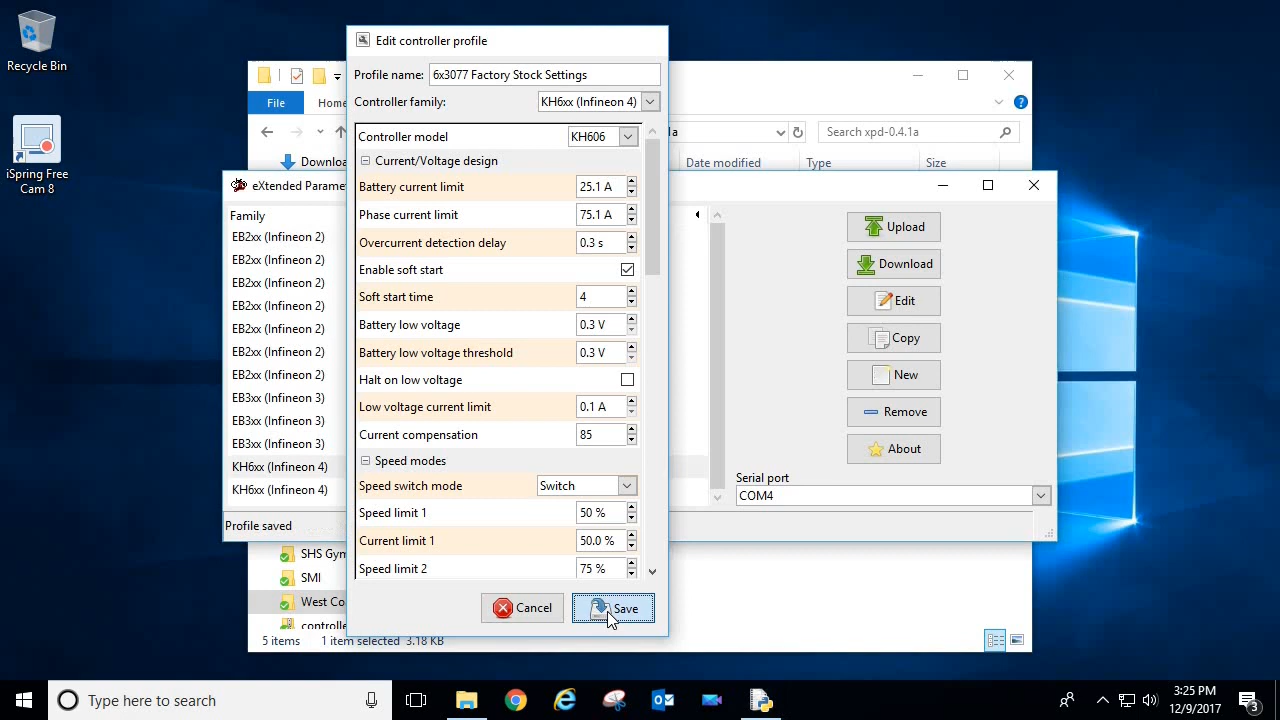 Recycle Bin
iSpring Free
Cam 8
Edit controller profile
Profile name: 6x3077 Factory Stock Settings
Controller family: KH6xx (Infineon 4)
Controller model KH606
Current/Voltage design
Battery current limit 25.1 A
Phase current limit 75.1 A
Overcurrent detection delay 0.3 s
Enable soft start
Soft start time 4
Battery low voltage 0.3 V
Battery low voltage threshold 0.3 V
Halt on low voltage
Low voltage current limit 0.1 A
Current compensation 85
Speed modes
Speed switch mode Switch
Speed limit 1 50 %
Current limit 1 50.0 %
Speed limit 2 75 %
Cancel Save
File Home
Search xpd-0.4.1a
Date modified Type Size
Family
EB2xx (Infineon 2)
EB2xx (Infineon 2)
EB2xx (Infineon 2)
EB2xx (Infineon 2)
EB2xx (Infineon 2)
EB2xx (Infineon 2)
EB2xx (Infineon 2)
EB3xx (Infineon 3)
EB3xx (Infineon 3)
EB3xx (Infineon 3)
KH6xx (Infineon 4)
KH6xx (Infineon 4)
Profile saved
Upload
Download
Edit
Copy
New
Remove
About
Serial port
COM4
SHS Gym
SMI
West Co
5 items 1 item selected 3.18 KB
Type here to search
3:25 PM
12/9/2017
3